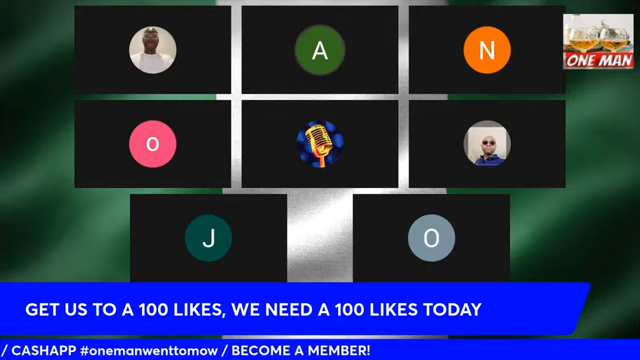 A
N
ONE MAN
O
J
O
GET US TO A 100 LIKES, WE NEED A 100 LIKES TODAY
/ CASHAPP #onemanwenttomow / BECOME A MEMBER!